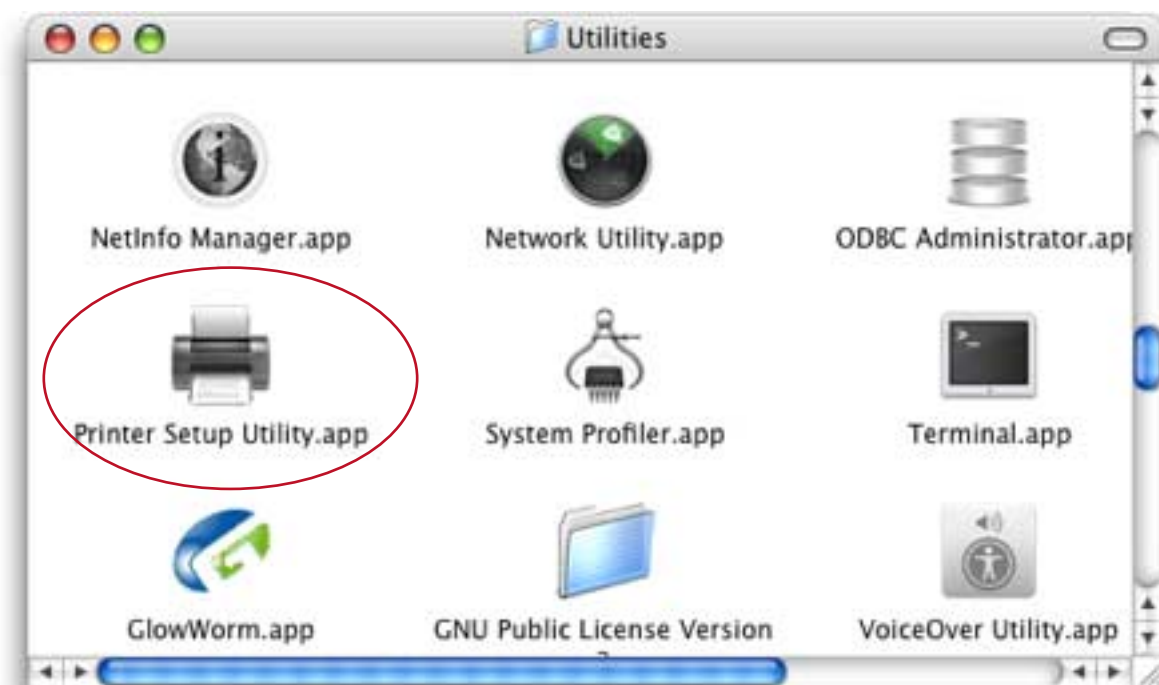 Utilities
NetInfo Manager.app
Network Utility.app
ODBC Administrator.app
Printer Setup Utility.app
System Profiler.app
Terminal.app
GlowWorm.app
GNU Public License Version
VoiceOver Utility.app